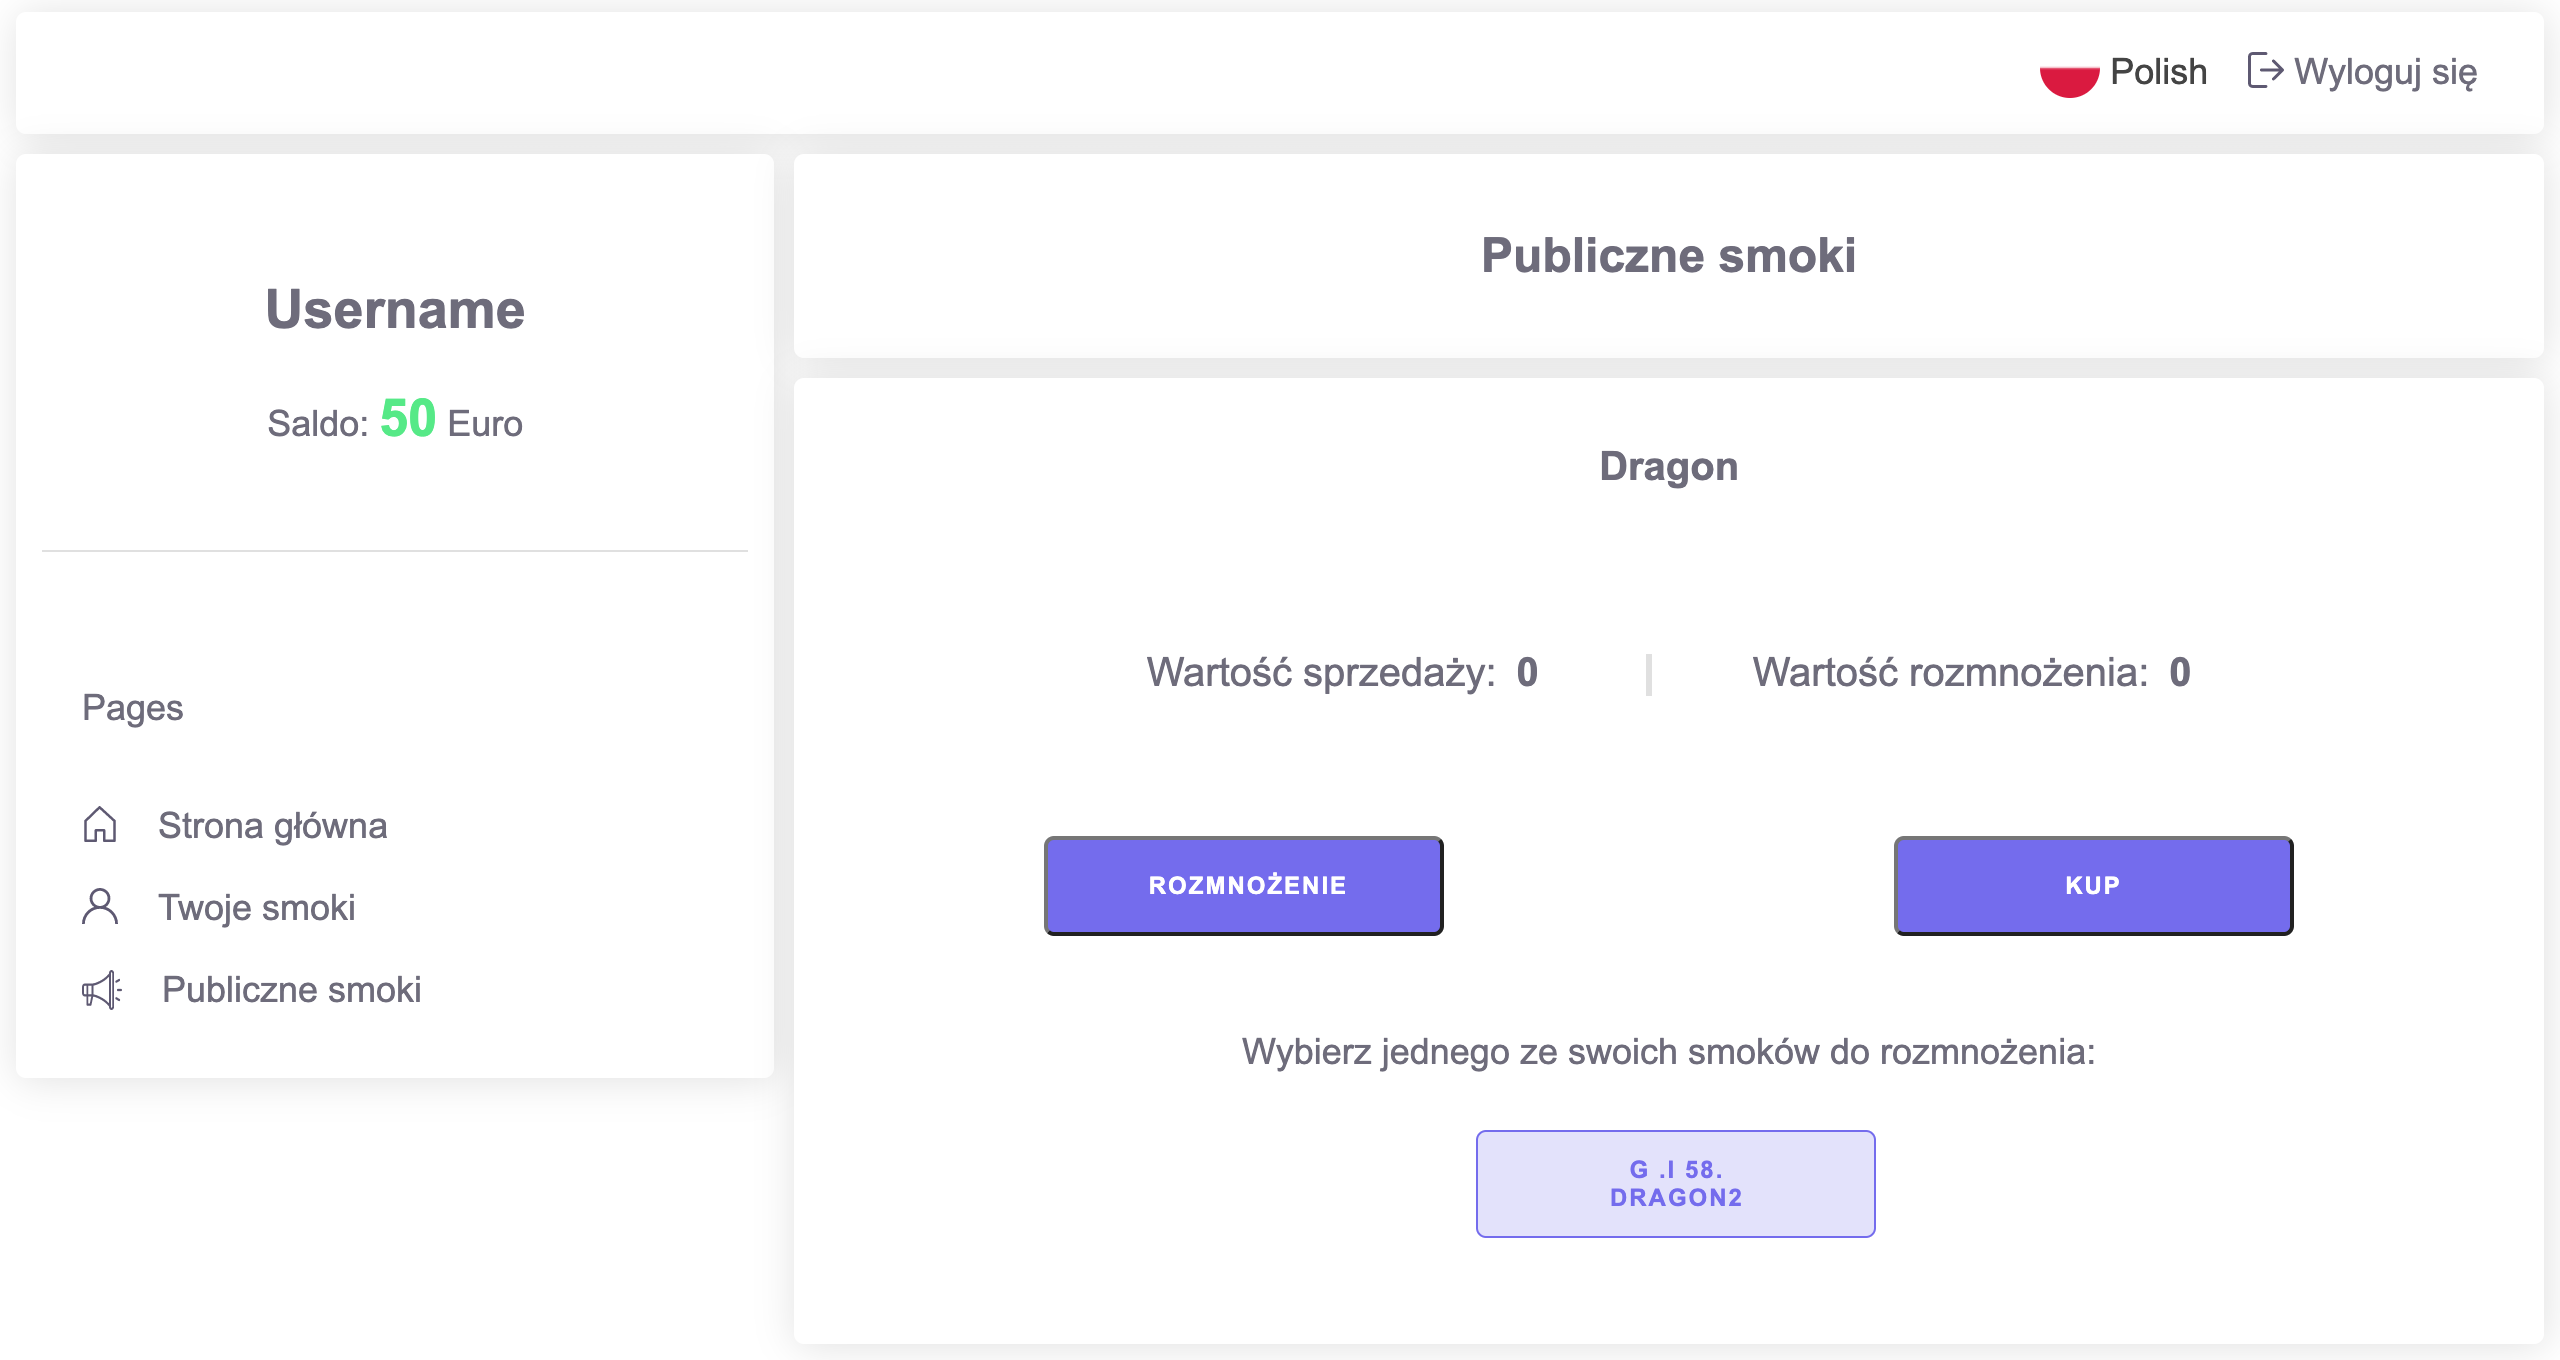 Polish
Wyloguj się
Username
Saldo: 50 Euro
Pages
Strona główna
Twoje smoki
Publiczne smoki
Publiczne smoki
Dragon
Wartość sprzedaży: 0
Wartość rozmnożenia: 0
ROZMNOŻENIE
KUP
Wybierz jednego ze swoich smoków do rozmnożenia:
G .I 58.
DRAGON2